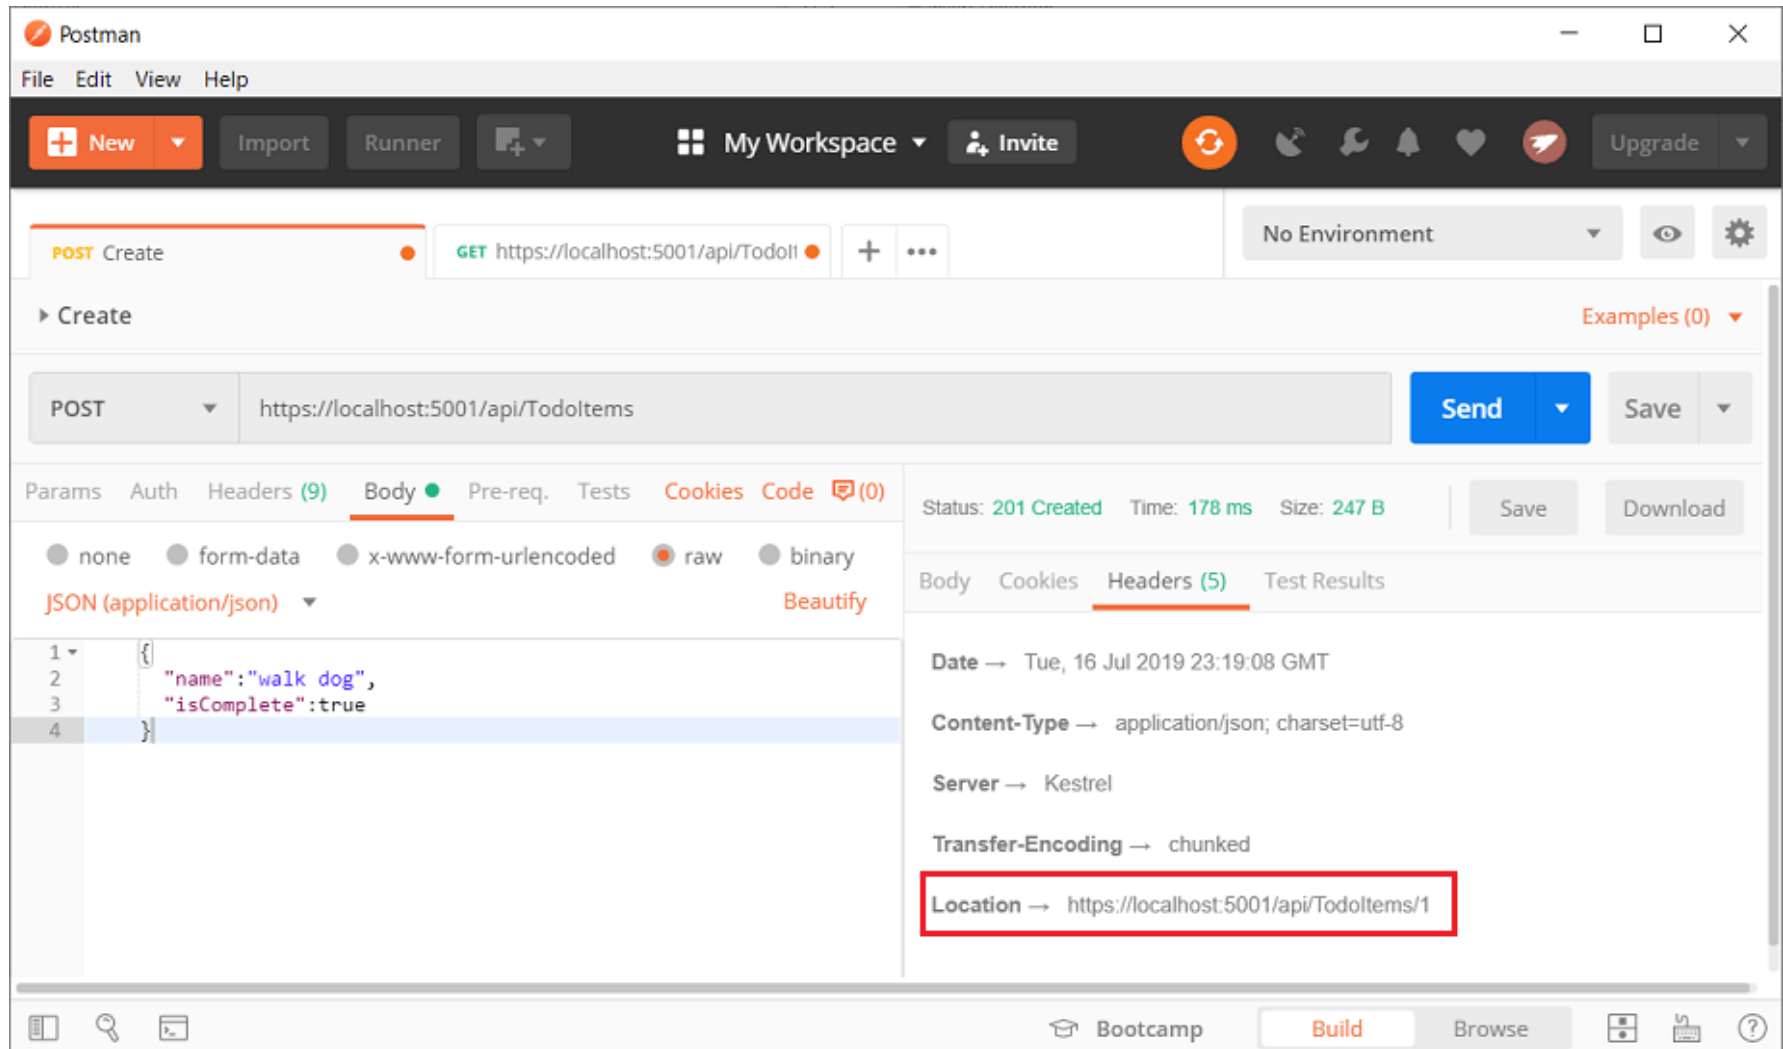 Postman
File Edit View Help
New Import Runner My Workspace Invite Upgrade
POST Create GET https://localhost:5001/api/TodoIt No Environment
Create Examples (0)
POST https://localhost:5001/api/TodoItems Send Save
Params Auth Headers (9) Body Pre-req. Tests Cookies Code (0)
none form-data x-www-form-urlencoded raw binary
JSON (application/json) Beautify
1 {
2 "name":"walk dog",
3 "isComplete":true
4 }
Status: 201 Created Time: 178 ms Size: 247 B Save Download
Body Cookies Headers (5) Test Results
Date → Tue, 16 Jul 2019 23:19:08 GMT
Content-Type → application/json; charset=utf-8
Server → Kestrel
Transfer-Encoding → chunked
Location → https://localhost:5001/api/TodoItems/1
Bootcamp Build Browse